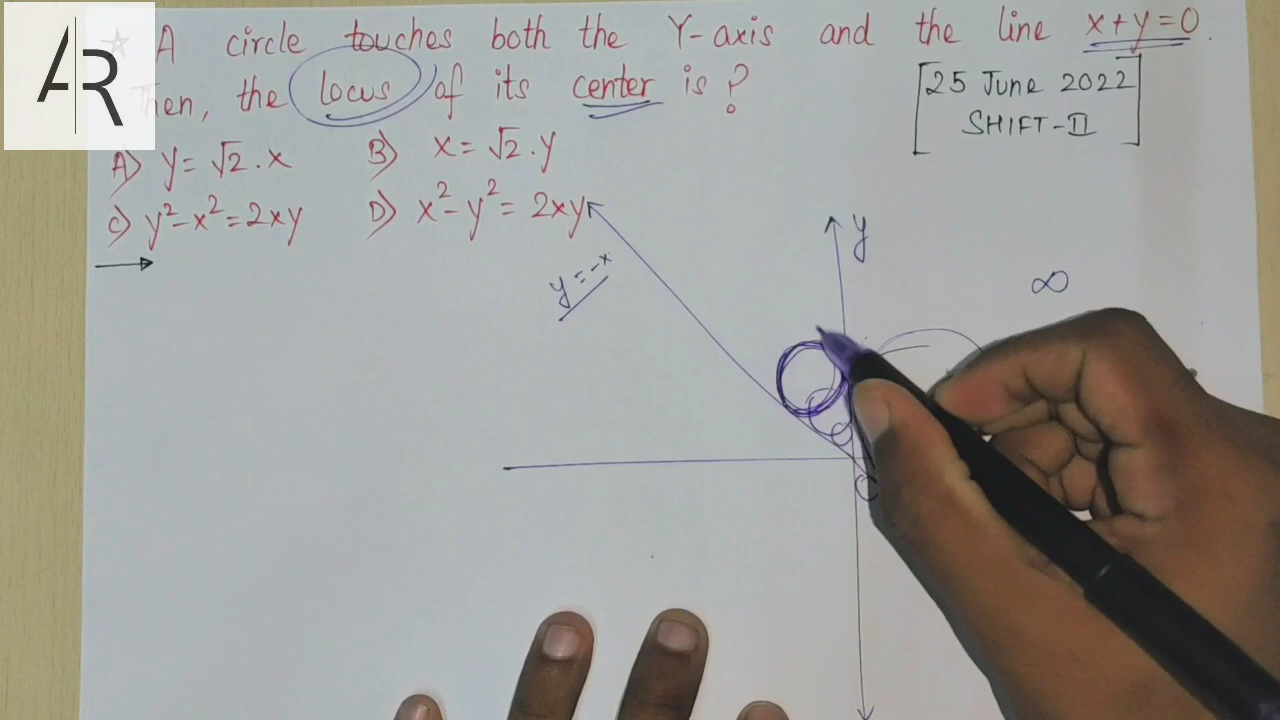 AR
A circle touches both the Y-axis and the line x+y=0.
Then, the locus of its center is ?
[25 June 2022
SHIFT-II]
A) y = √2 . x B) x = √2 . y
C) y² - x² = 2xy D) x² - y² = 2xy
y = -x
y
∞